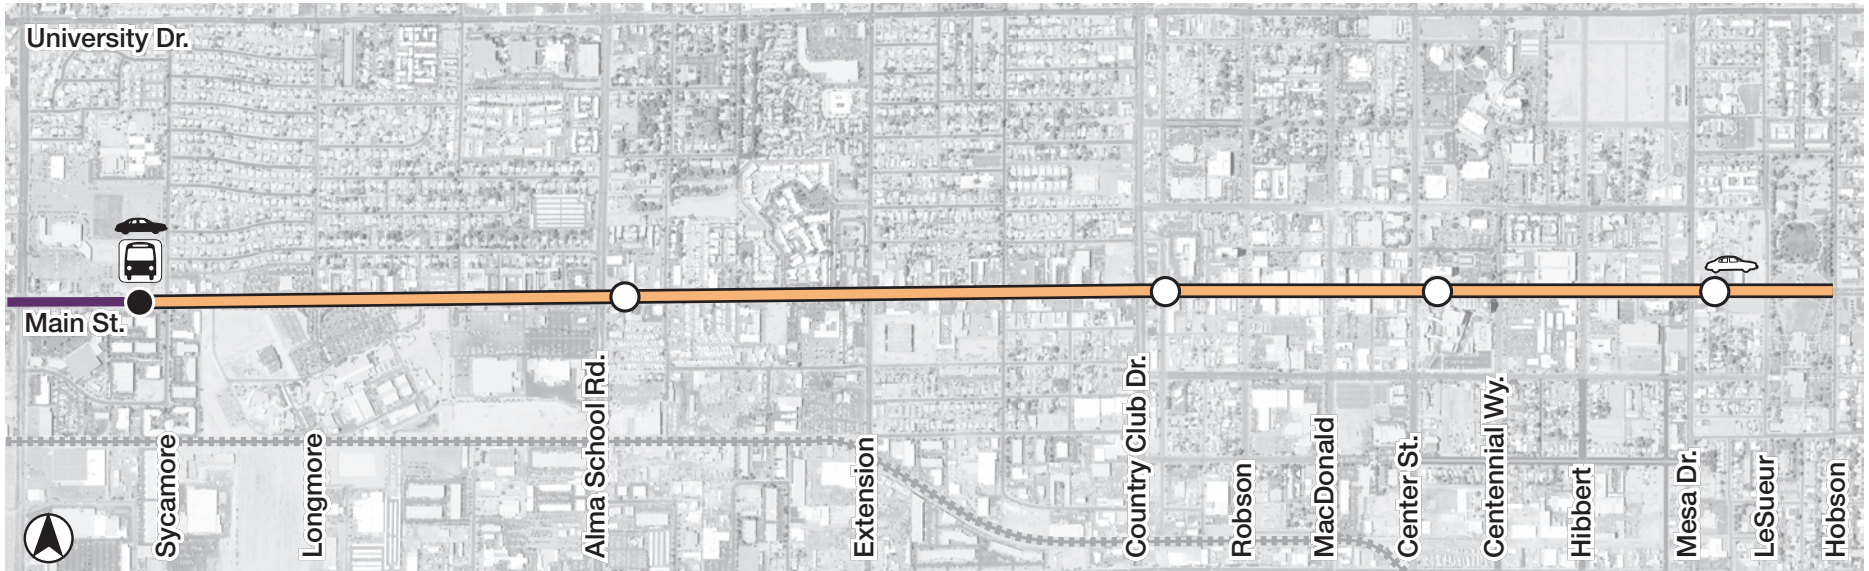 University Dr.
Main St.
Sycamore
Longmore
Alma School Rd.
Extension
Country Club Dr.
Robson
MacDonald
Center St.
Centennial Wy.
Hibbert
Mesa Dr.
LeSueur
Hobson